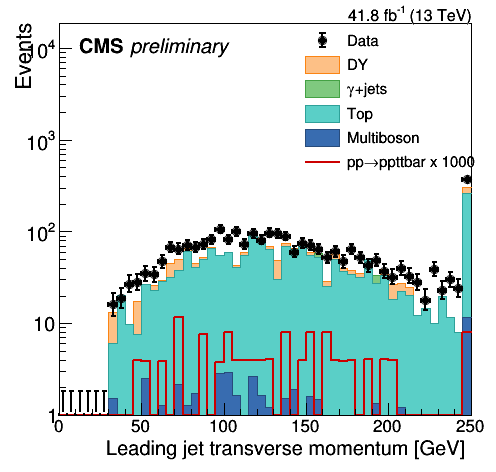 41.8 fb⁻¹ (13 TeV)
Events
CMS preliminary
Data
DY
γ+jets
Top
Multiboson
pp→ppttbar x 1000
10⁴
10³
10²
10
1
0 50 100 150 200 250
Leading jet transverse momentum [GeV]